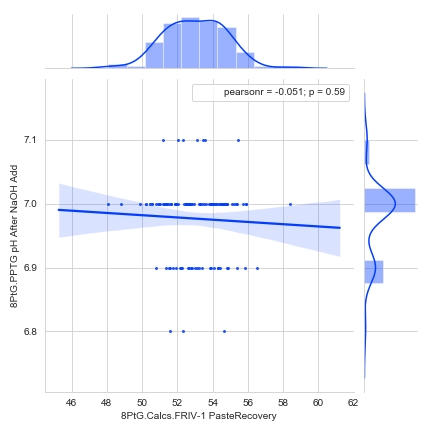 pearsonr = -0.051; p = 0.59
7.1
7.0
6.9
6.8
8PtG.PPTG pH After NaOH Add
46 48 50 52 54 56 58 60 62
8PtG.Calcs.FRIV-1 PasteRecovery